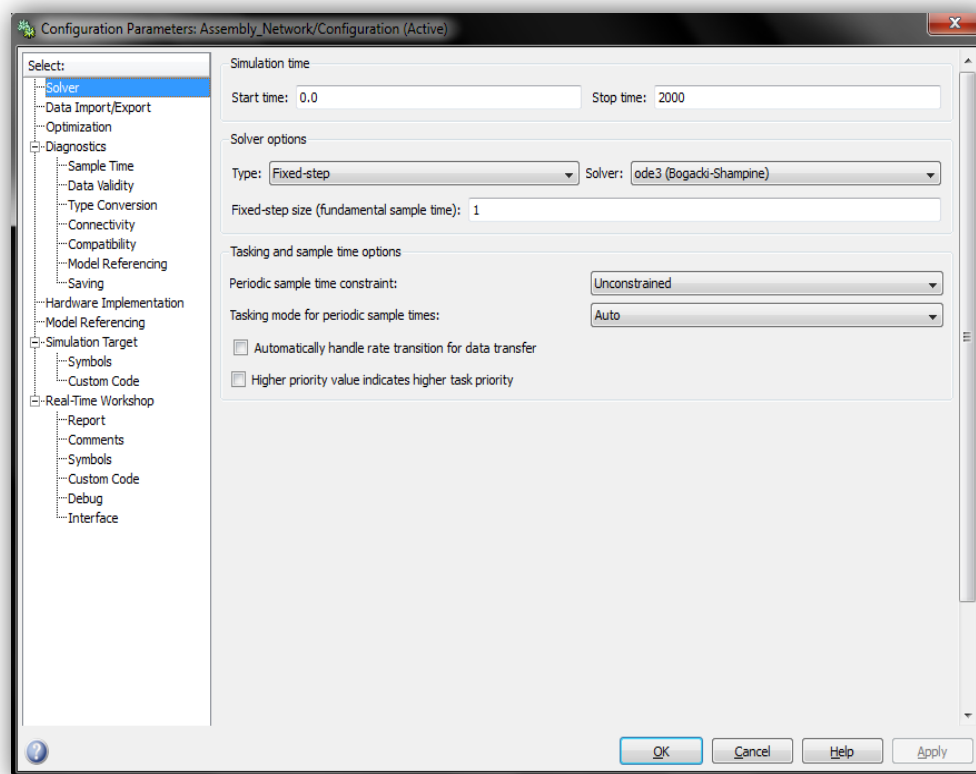 Configuration Parameters: Assembly_Network/Configuration (Active)
Select:
Solver
Data Import/Export
Optimization
Diagnostics
Sample Time
Data Validity
Type Conversion
Connectivity
Compatibility
Model Referencing
Saving
Hardware Implementation
Model Referencing
Simulation Target
Symbols
Custom Code
Real-Time Workshop
Report
Comments
Symbols
Custom Code
Debug
Interface
Simulation time
Start time: 0.0 Stop time: 2000
Solver options
Type: Fixed-step Solver: ode3 (Bogacki-Shampine)
Fixed-step size (fundamental sample time): 1
Tasking and sample time options
Periodic sample time constraint: Unconstrained
Tasking mode for periodic sample times: Auto
Automatically handle rate transition for data transfer
Higher priority value indicates higher task priority
OK Cancel Help Apply